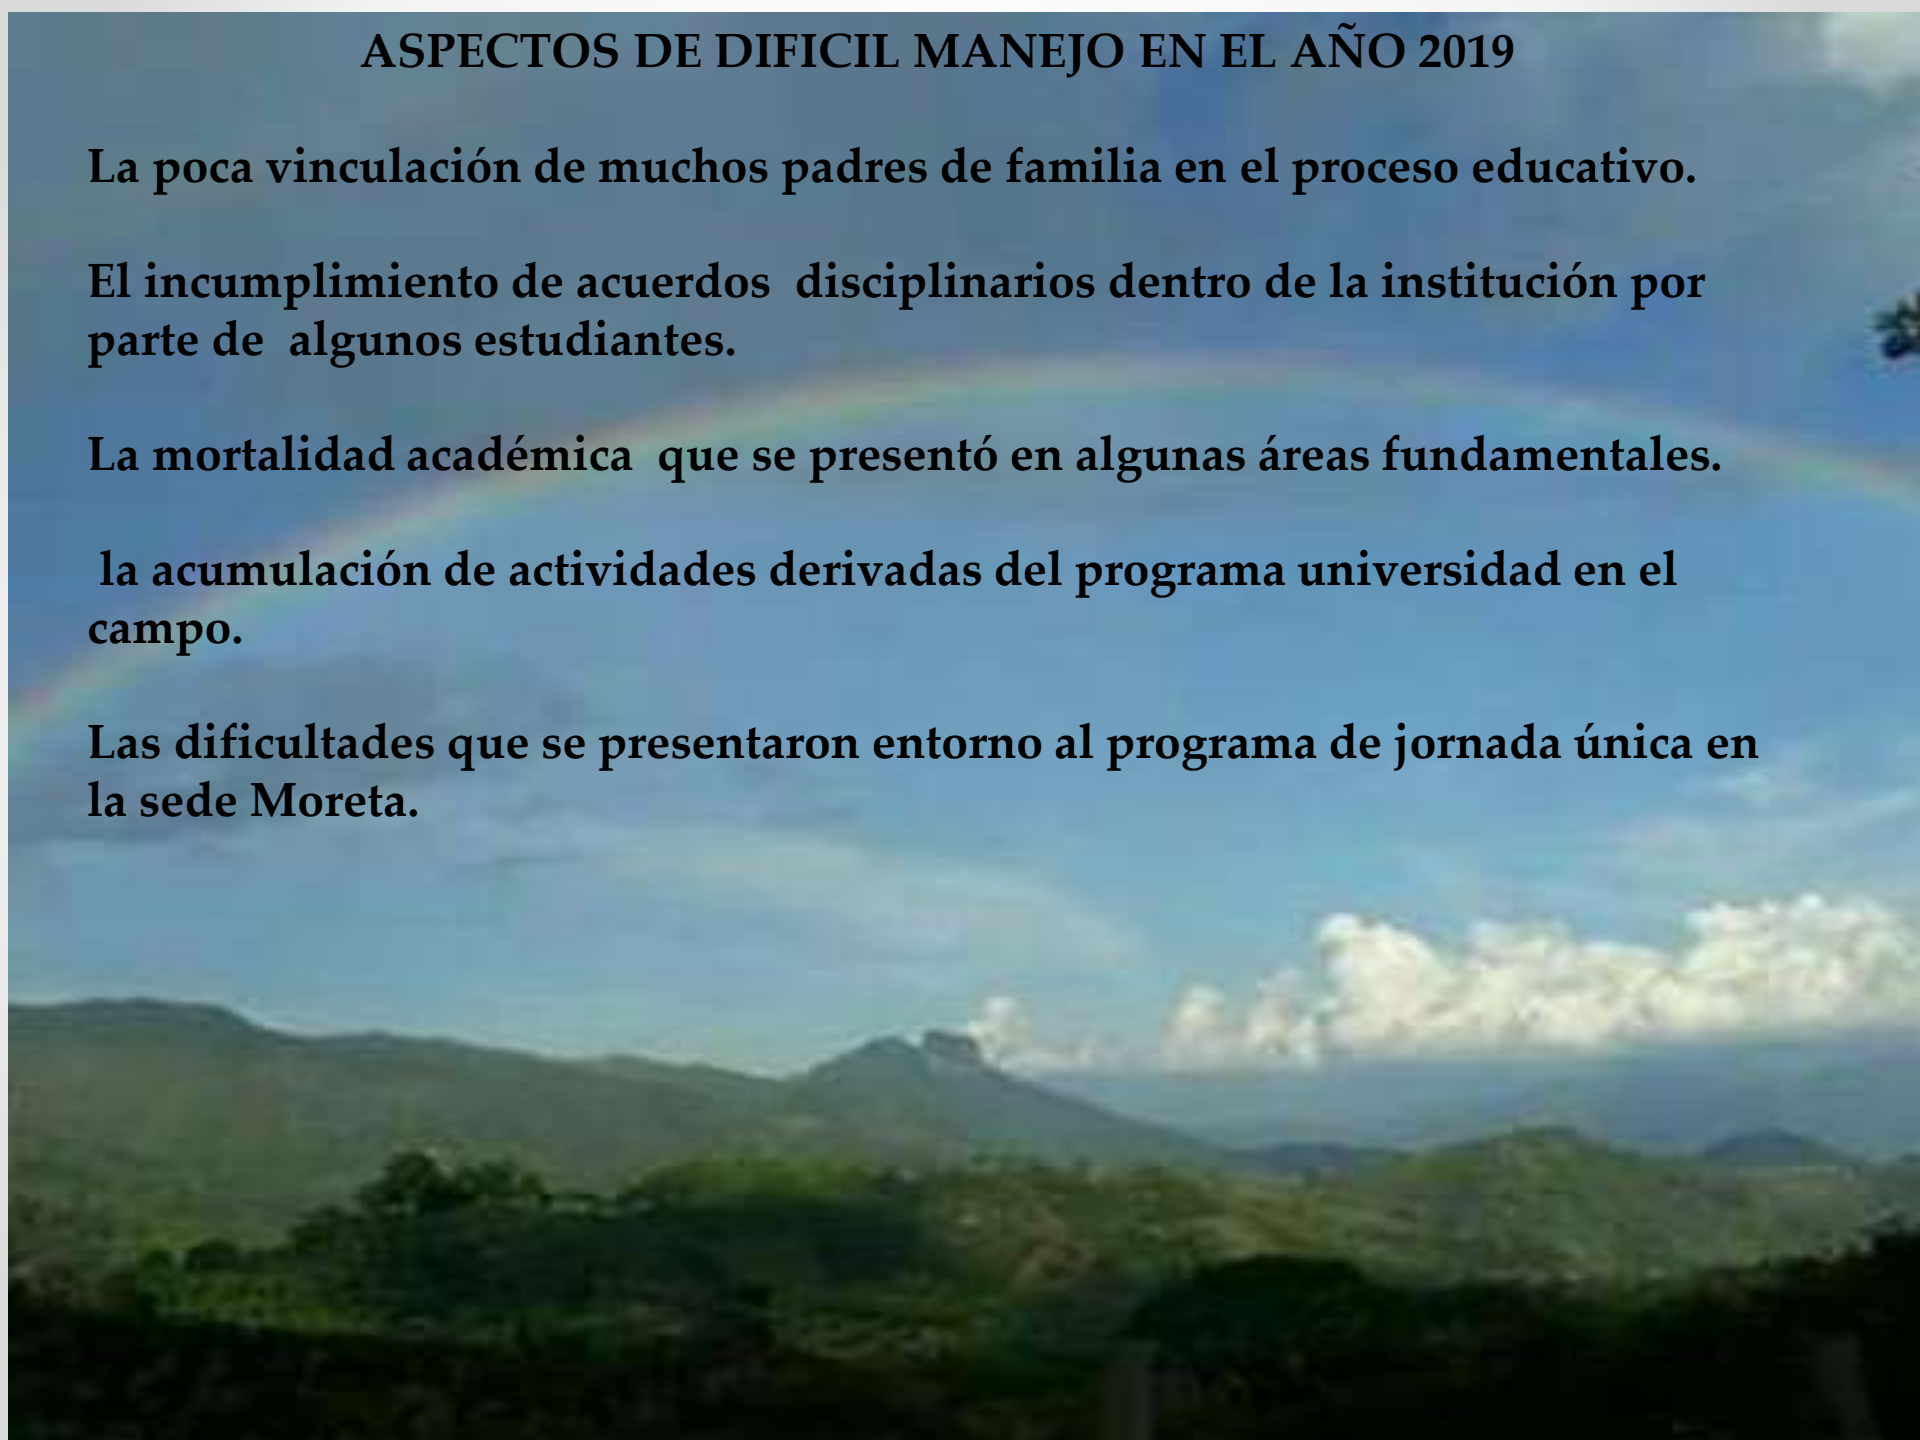 ASPECTOS DE DIFICIL MANEJO EN EL AÑO 2019
La poca vinculación de muchos padres de familia en el proceso educativo.
El incumplimiento de acuerdos  disciplinarios dentro de la institución por
parte de  algunos estudiantes.
La mortalidad académica  que se presentó en algunas áreas fundamentales.
la acumulación de actividades derivadas del programa universidad en el
campo.
Las dificultades que se presentaron entorno al programa de jornada única en
la sede Moreta.